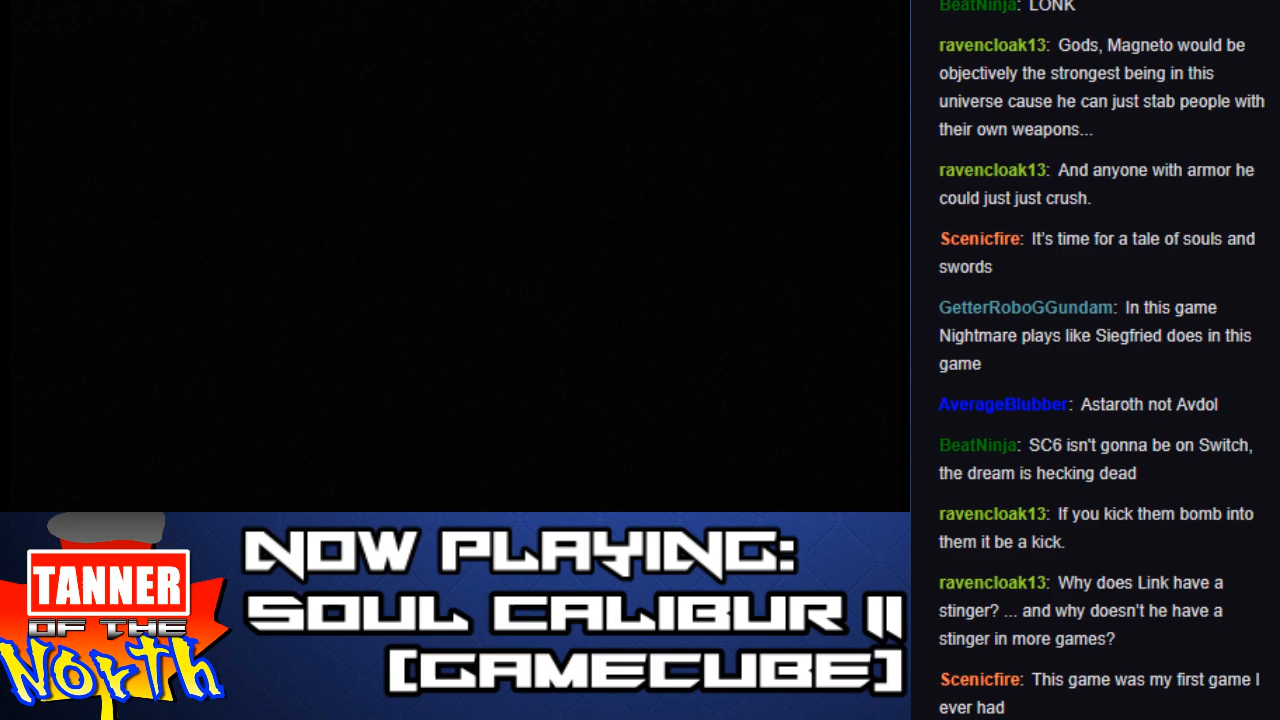 BeatNinja: LONK
ravencloak13: Gods, Magneto would be
objectively the strongest being in this
universe cause he can just stab people with
their own weapons...
ravencloak13: And anyone with armor he
could just just crush.
Scenicfire: It's time for a tale of souls and
swords
GetterRoboGGundam: In this game
Nightmare plays like Siegfried does in this
game
AverageBlubber: Astaroth not Avdol
BeatNinja: SC6 isn't gonna be on Switch,
the dream is hecking dead
ravencloak13: If you kick them bomb into
them it be a kick.
ravencloak13: Why does Link have a
stinger? ... and why doesn't he have a
stinger in more games?
Scenicfire: This game was my first game I
ever had
TANNER
OF THE
North
NOW PLAYING:
SOUL CALIBUR II
[GAMECUBE]